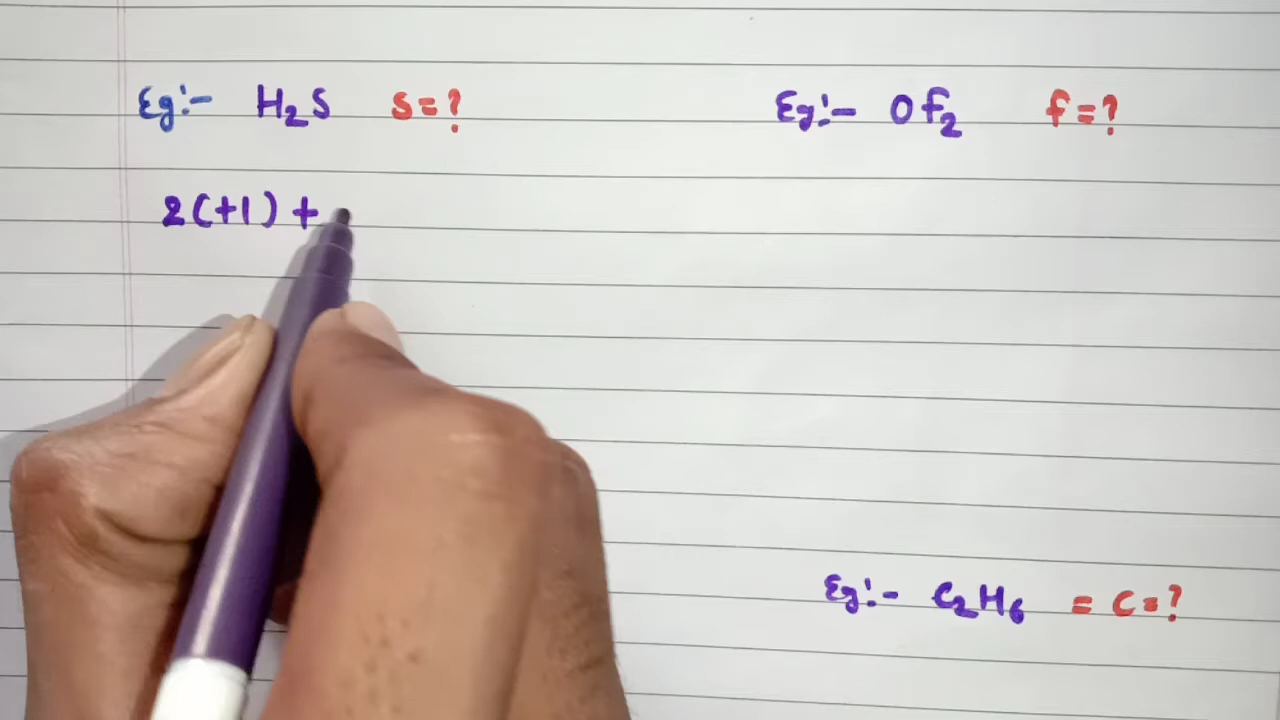 Eg:- H₂S S=?
2(+1) +
Eg:- OF₂ F=?
Eg:- C₂H₆ = C=?